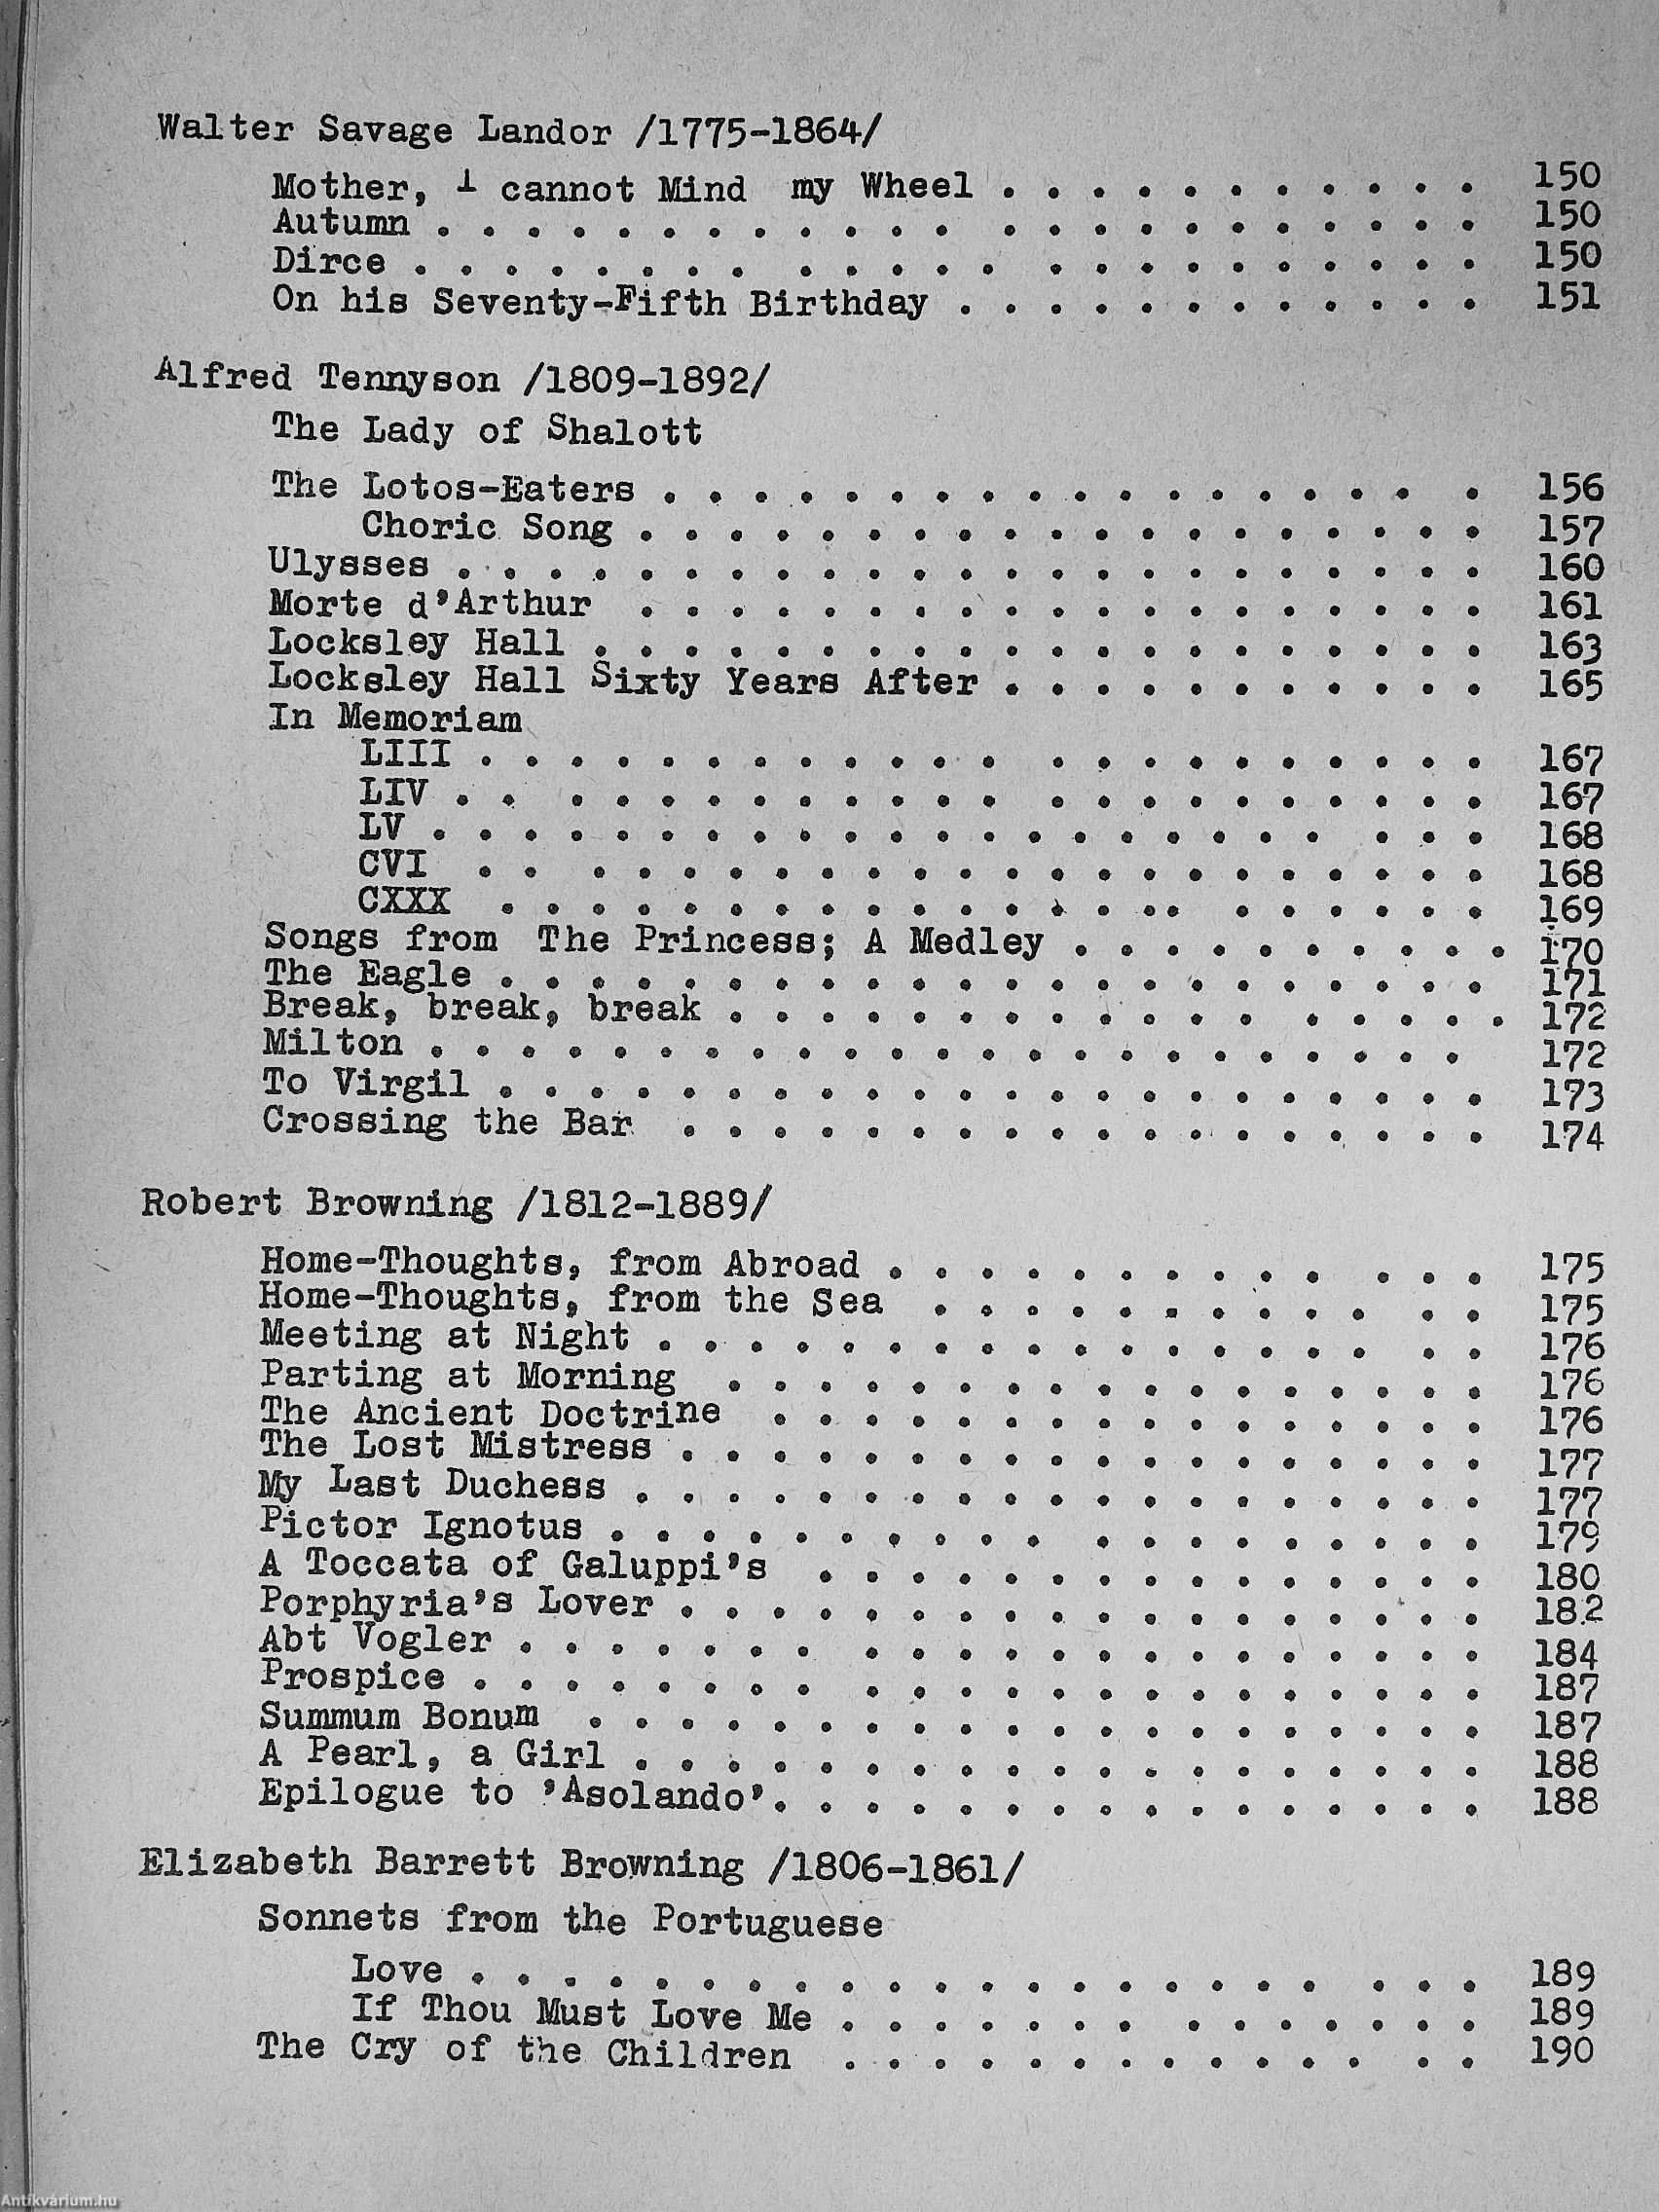 Walter Savage Landor /1775-1864/
Mother, I cannot Mind my Wheel . . . . . . . . . . . 150
Autumn . . . . . . . . . . . . . . . . . . . . . . . 150
Dirce . . . . . . . . . . . . . . . . . . . . . . . 150
On his Seventy-Fifth Birthday . . . . . . . . . . . . 151
Alfred Tennyson /1809-1892/
The Lady of Shalott
The Lotos-Eaters . . . . . . . . . . . . . . . . . . 156
Choric Song . . . . . . . . . . . . . . . . . . . 157
Ulysses . . . . . . . . . . . . . . . . . . . . . . . 160
Morte d'Arthur . . . . . . . . . . . . . . . . . . . 161
Locksley Hall . . . . . . . . . . . . . . . . . . . . 163
Locksley Hall Sixty Years After . . . . . . . . . . . 165
In Memoriam
LIII . . . . . . . . . . . . . . . . . . . . . . 167
LIV . . . . . . . . . . . . . . . . . . . . . . 167
LV . . . . . . . . . . . . . . . . . . . . . . . 168
CVI . . . . . . . . . . . . . . . . . . . . . . 168
CXXX . . . . . . . . . . . . . . . . . . . . . . 169
Songs from The Princess; A Medley . . . . . . . . . . 170
The Eagle . . . . . . . . . . . . . . . . . . . . . . 171
Break, break, break . . . . . . . . . . . . . . . . . 172
Milton . . . . . . . . . . . . . . . . . . . . . . . 172
To Virgil . . . . . . . . . . . . . . . . . . . . . . 173
Crossing the Bar . . . . . . . . . . . . . . . . . . 174
Robert Browning /1812-1889/
Home-Thoughts, from Abroad . . . . . . . . . . . . . 175
Home-Thoughts, from the Sea . . . . . . . . . . . . 175
Meeting at Night . . . . . . . . . . . . . . . . . . 176
Parting at Morning . . . . . . . . . . . . . . . . . 176
The Ancient Doctrine . . . . . . . . . . . . . . . . 176
The Lost Mistress . . . . . . . . . . . . . . . . . . 177
My Last Duchess . . . . . . . . . . . . . . . . . . . 177
Pictor Ignotus . . . . . . . . . . . . . . . . . . . 179
A Toccata of Galuppi's . . . . . . . . . . . . . . . 180
Porphyria's Lover . . . . . . . . . . . . . . . . . . 182
Abt Vogler . . . . . . . . . . . . . . . . . . . . . 184
Prospice . . . . . . . . . . . . . . . . . . . . . . 187
Summum Bonum . . . . . . . . . . . . . . . . . . . . 187
A Pearl, a Girl . . . . . . . . . . . . . . . . . . . 188
Epilogue to 'Asolando'. . . . . . . . . . . . . . . . 188
Elizabeth Barrett Browning /1806-1861/
Sonnets from the Portuguese
Love . . . . . . . . . . . . . . . . . . . . . . 189
If Thou Must Love Me . . . . . . . . . . . . . . 189
The Cry of the Children . . . . . . . . . . . . . . 190
Antikvárium.hu